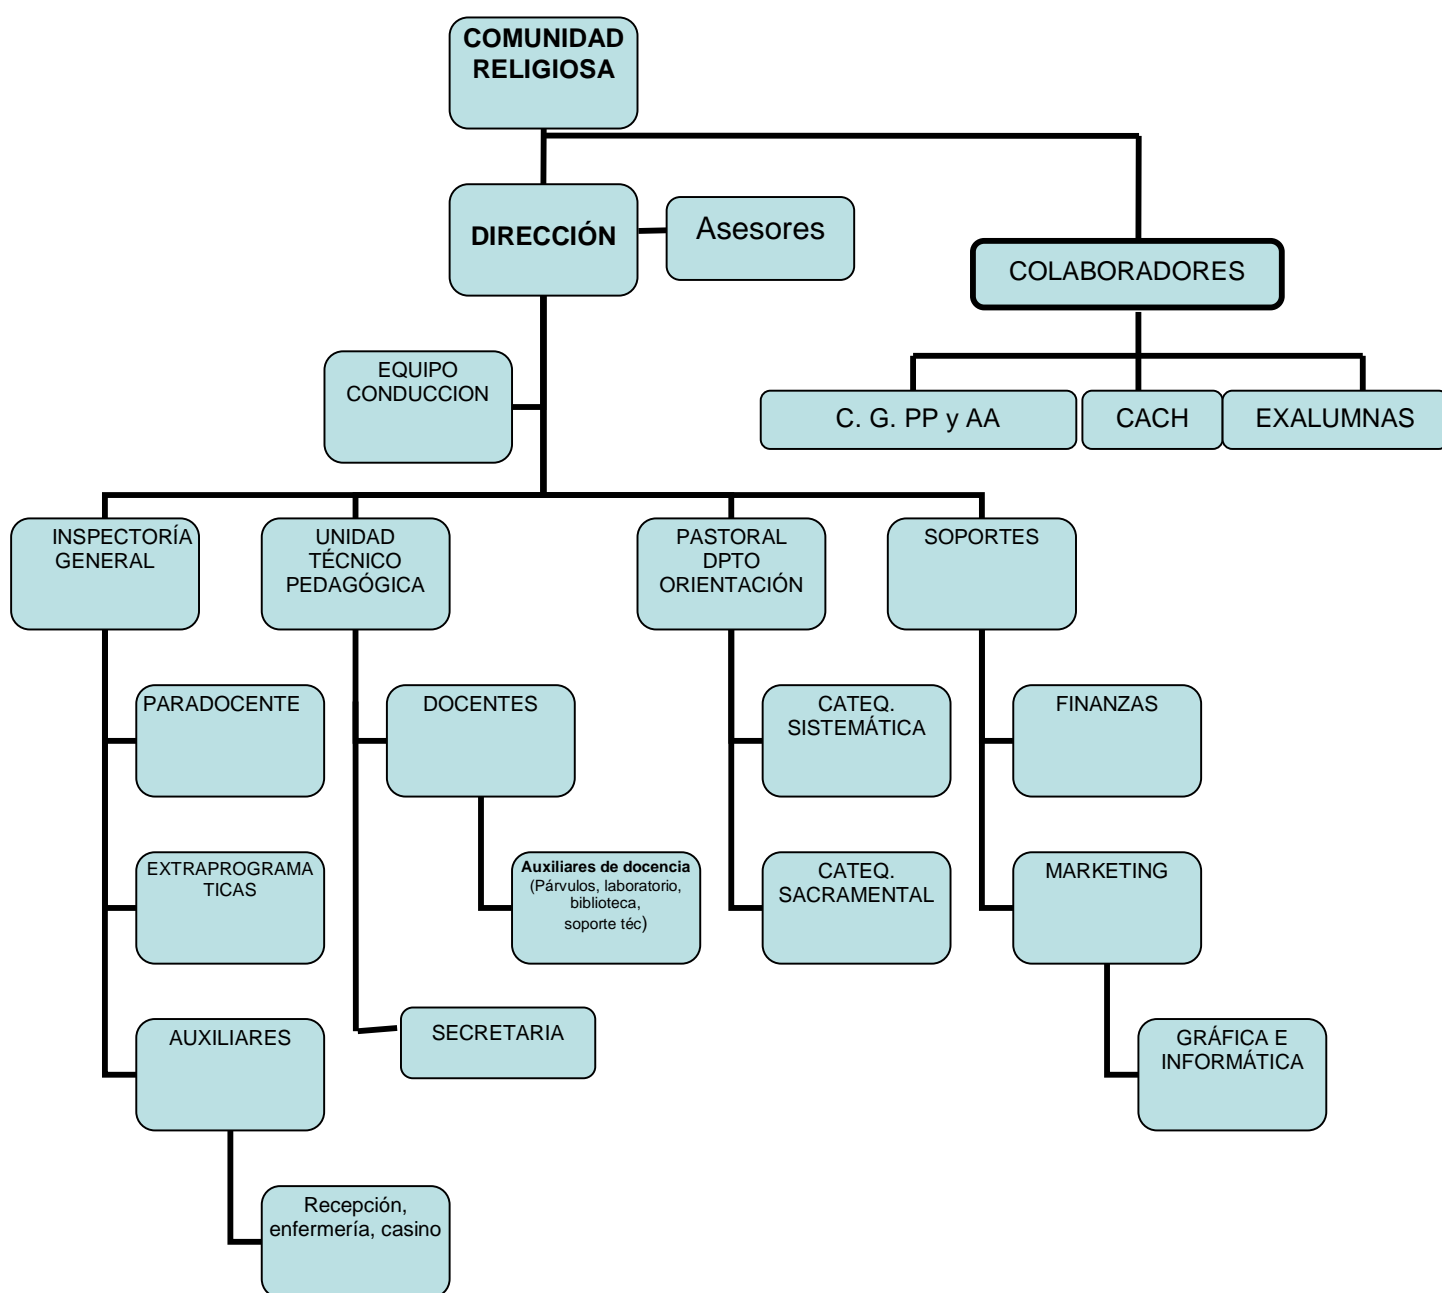 COMUNIDAD
RELIGIOSA
DIRECCIÓN
Asesores
COLABORADORES
EQUIPO
CONDUCCION
C. G. PP y AA
CACH
EXALUMNAS
INSPECTORÍA
GENERAL
UNIDAD
TÉCNICO
PEDAGÓGICA
PASTORAL
DPTO
ORIENTACIÓN
SOPORTES
PARADOCENTE
DOCENTES
CATEQ.
SISTEMÁTICA
FINANZAS
EXTRAPROGRAMA
TICAS
Auxiliares de docencia
(Párvulos, laboratorio,
biblioteca,
soporte téc)
CATEQ.
SACRAMENTAL
MARKETING
AUXILIARES
SECRETARIA
GRÁFICA E
INFORMÁTICA
Recepción,
enfermería, casino